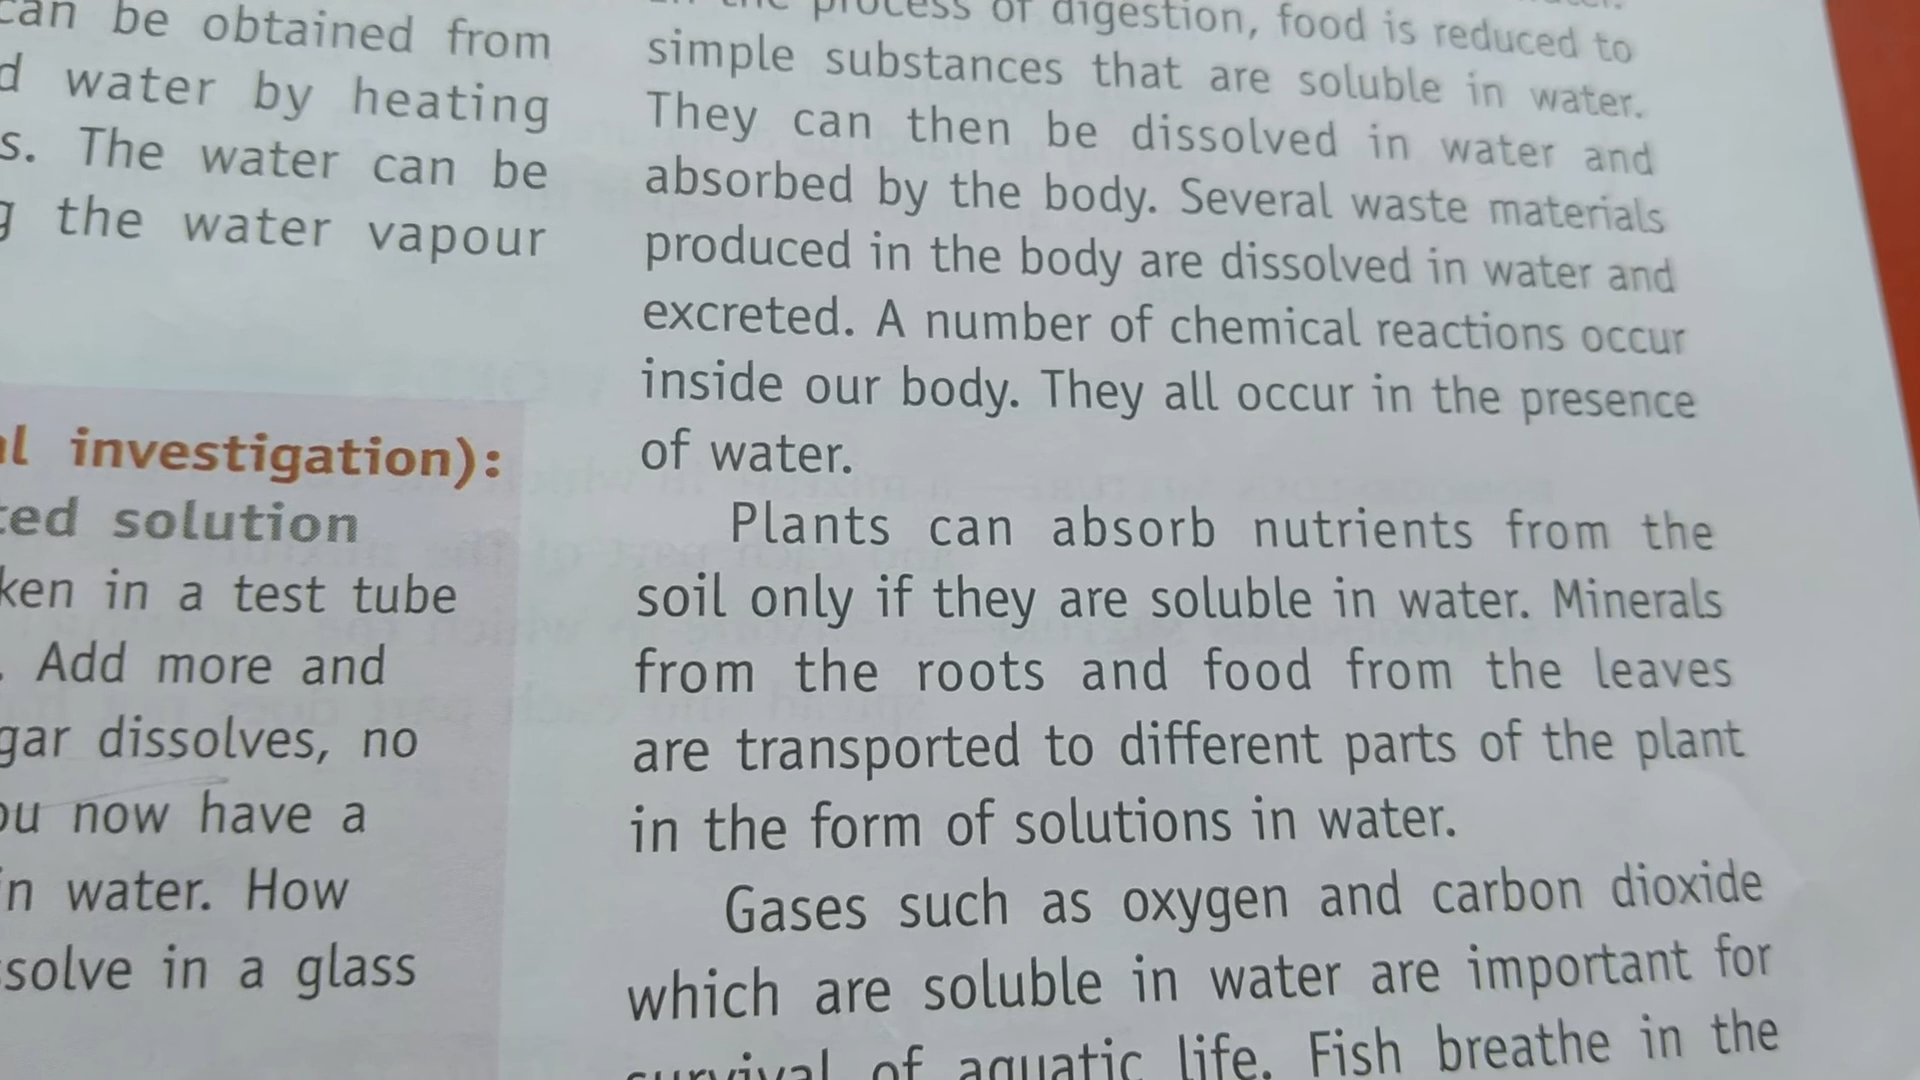 can be obtained from
d water by heating
s. The water can be
g the water vapour
al investigation):
ted solution
ken in a test tube
. Add more and
gar dissolves, no
ou now have a
in water. How
solve in a glass
process of digestion, food is reduced to
simple substances that are soluble in water.
They can then be dissolved in water and
absorbed by the body. Several waste materials
produced in the body are dissolved in water and
excreted. A number of chemical reactions occur
inside our body. They all occur in the presence
of water.
Plants can absorb nutrients from the
soil only if they are soluble in water. Minerals
from the roots and food from the leaves
are transported to different parts of the plant
in the form of solutions in water.
Gases such as oxygen and carbon dioxide
which are soluble in water are important for
survival of aquatic life. Fish breathe in the